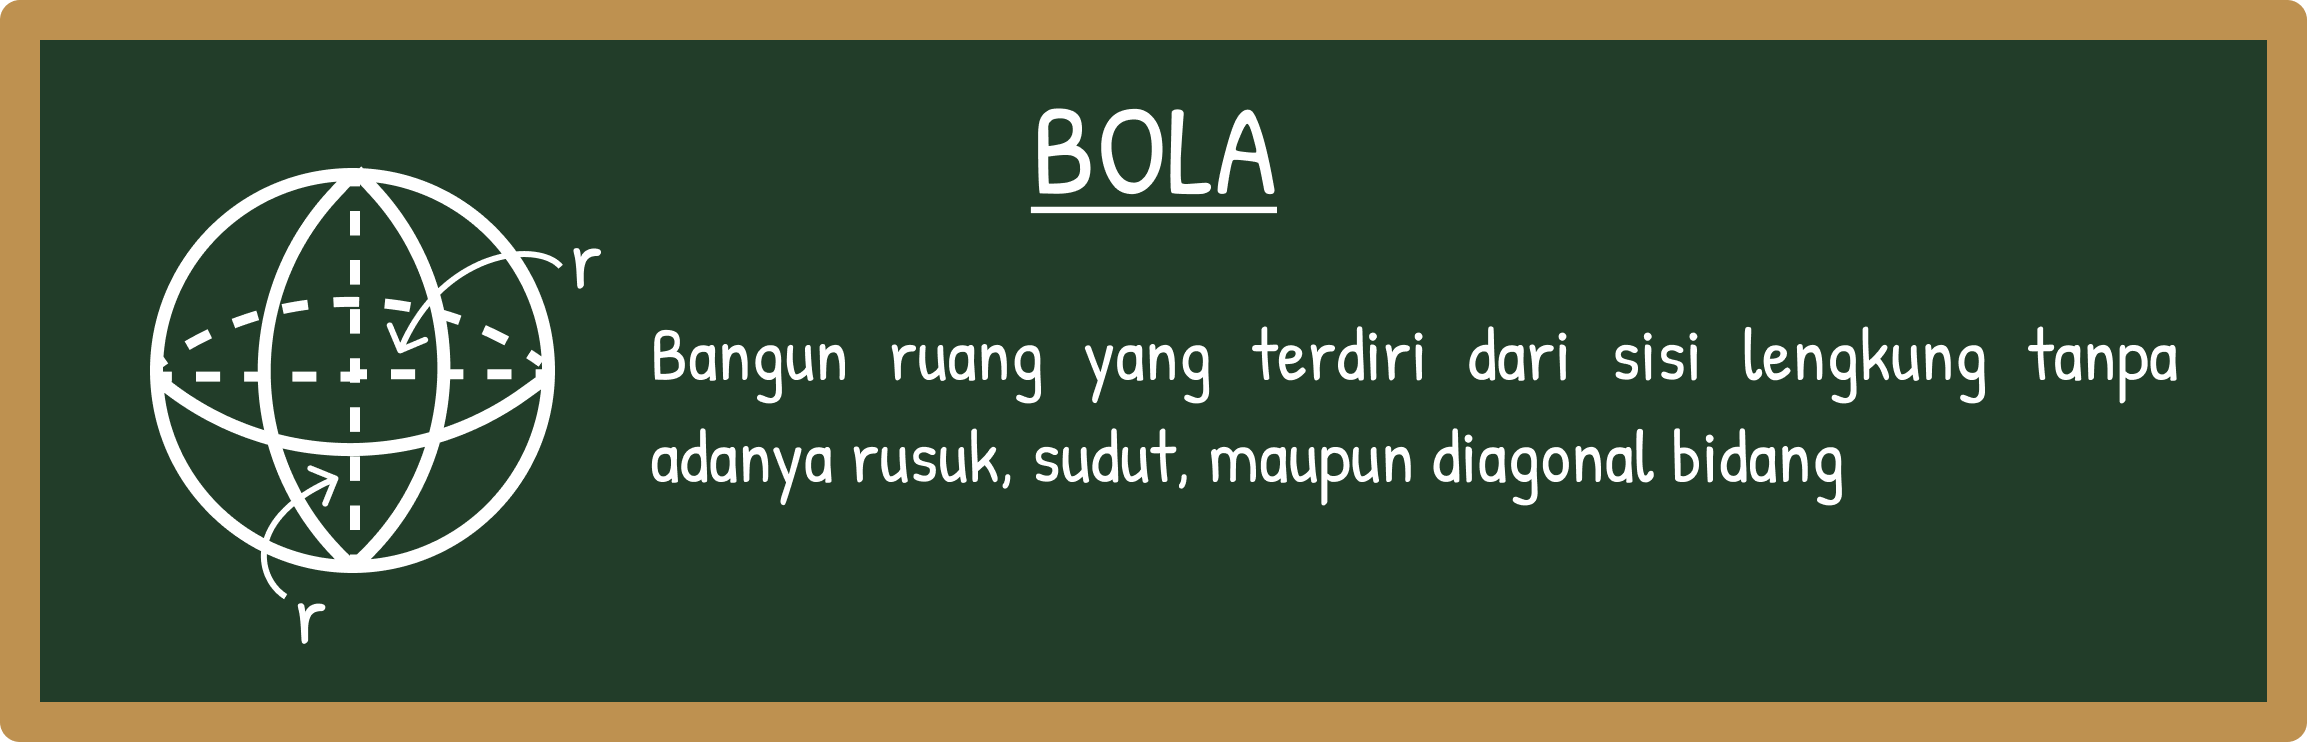 BOLA
r
Bangun ruang yang terdiri dari sisi lengkung tanpa
adanya rusuk, sudut, maupun diagonal bidang
r